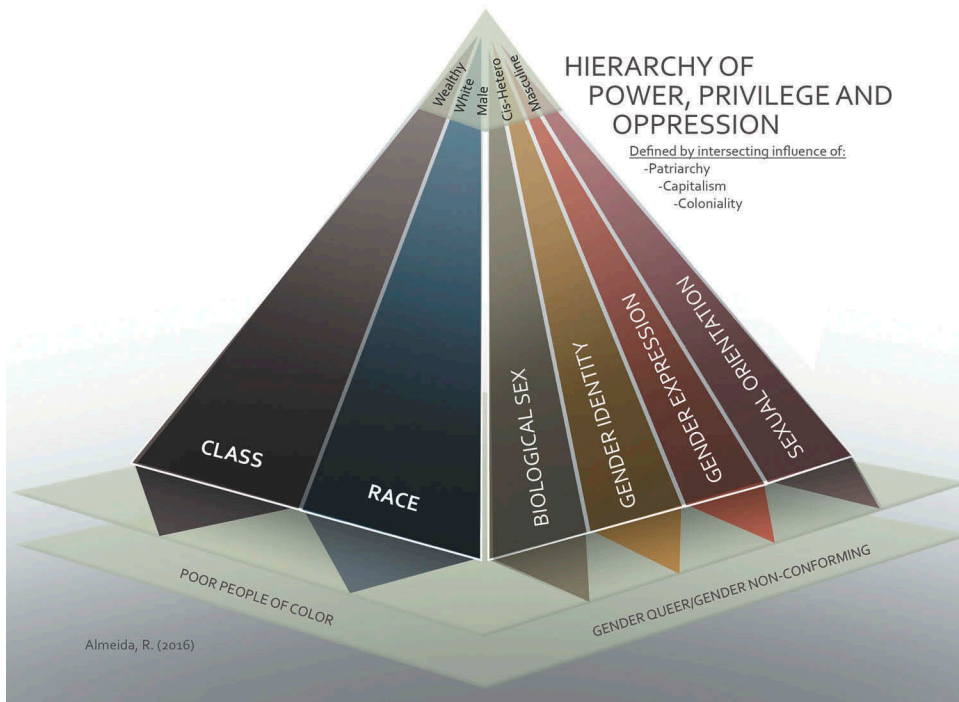 Wealthy
White
Male
Cis-Hetero
Masculine
HIERARCHY OF
POWER, PRIVILEGE AND
OPPRESSION
Defined by intersecting influence of:
-Patriarchy
-Capitalism
-Coloniality
CLASS
RACE
BIOLOGICAL SEX
GENDER IDENTITY
GENDER EXPRESSION
SEXUAL ORIENTATION
POOR PEOPLE OF COLOR
GENDER QUEER/GENDER NON-CONFORMING
Almeida, R. (2016)